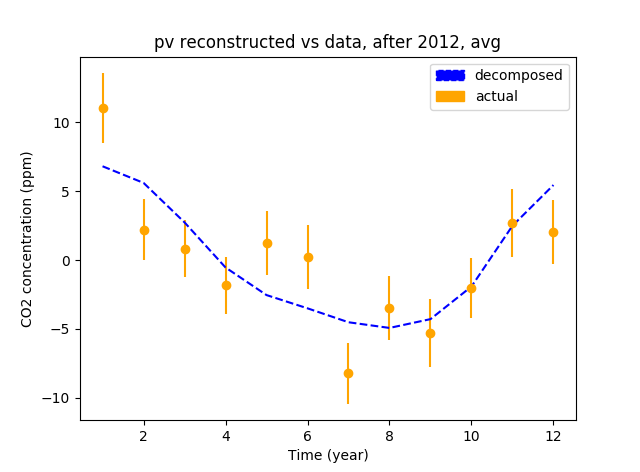 pv reconstructed vs data, after 2012, avg
decomposed
actual
CO2 concentration (ppm)
10
5
0
−5
−10
2
4
6
8
10
12
Time (year)